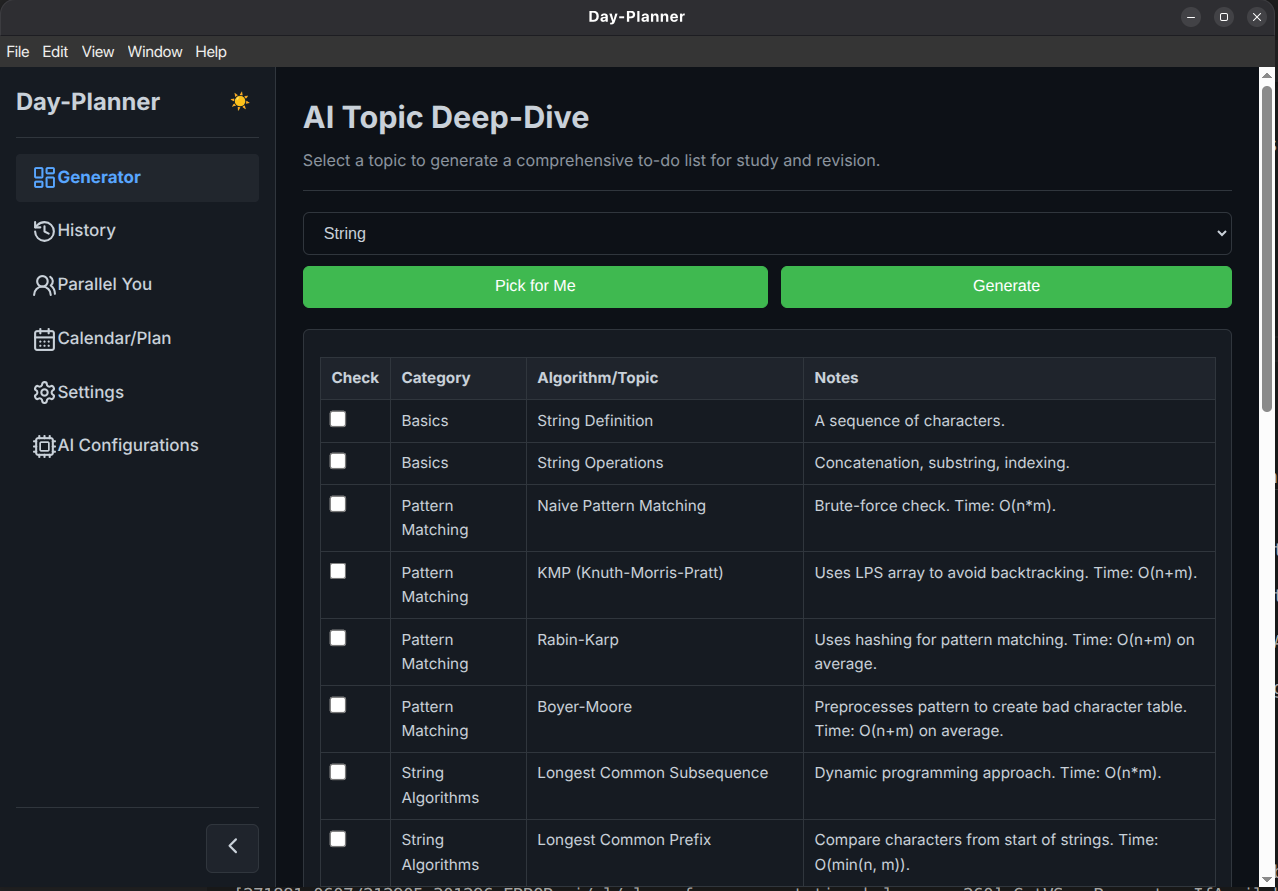 Day-Planner
File Edit View Window Help
Day-Planner
Generator
History
Parallel You
Calendar/Plan
Settings
AI Configurations
AI Topic Deep-Dive
Select a topic to generate a comprehensive to-do list for study and revision.
String
Pick for Me Generate
Check Category Algorithm/Topic Notes
Basics String Definition A sequence of characters.
Basics String Operations Concatenation, substring, indexing.
Pattern Naive Pattern Matching Brute-force check. Time: O(n*m).
Matching
Pattern KMP (Knuth-Morris-Pratt) Uses LPS array to avoid backtracking. Time: O(n+m).
Matching
Pattern Rabin-Karp Uses hashing for pattern matching. Time: O(n+m) on
Matching average.
Pattern Boyer-Moore Preprocesses pattern to create bad character table.
Matching Time: O(n+m) on average.
String Longest Common Subsequence Dynamic programming approach. Time: O(n*m).
Algorithms
String Longest Common Prefix Compare characters from start of strings. Time:
Algorithms O(min(n, m)).